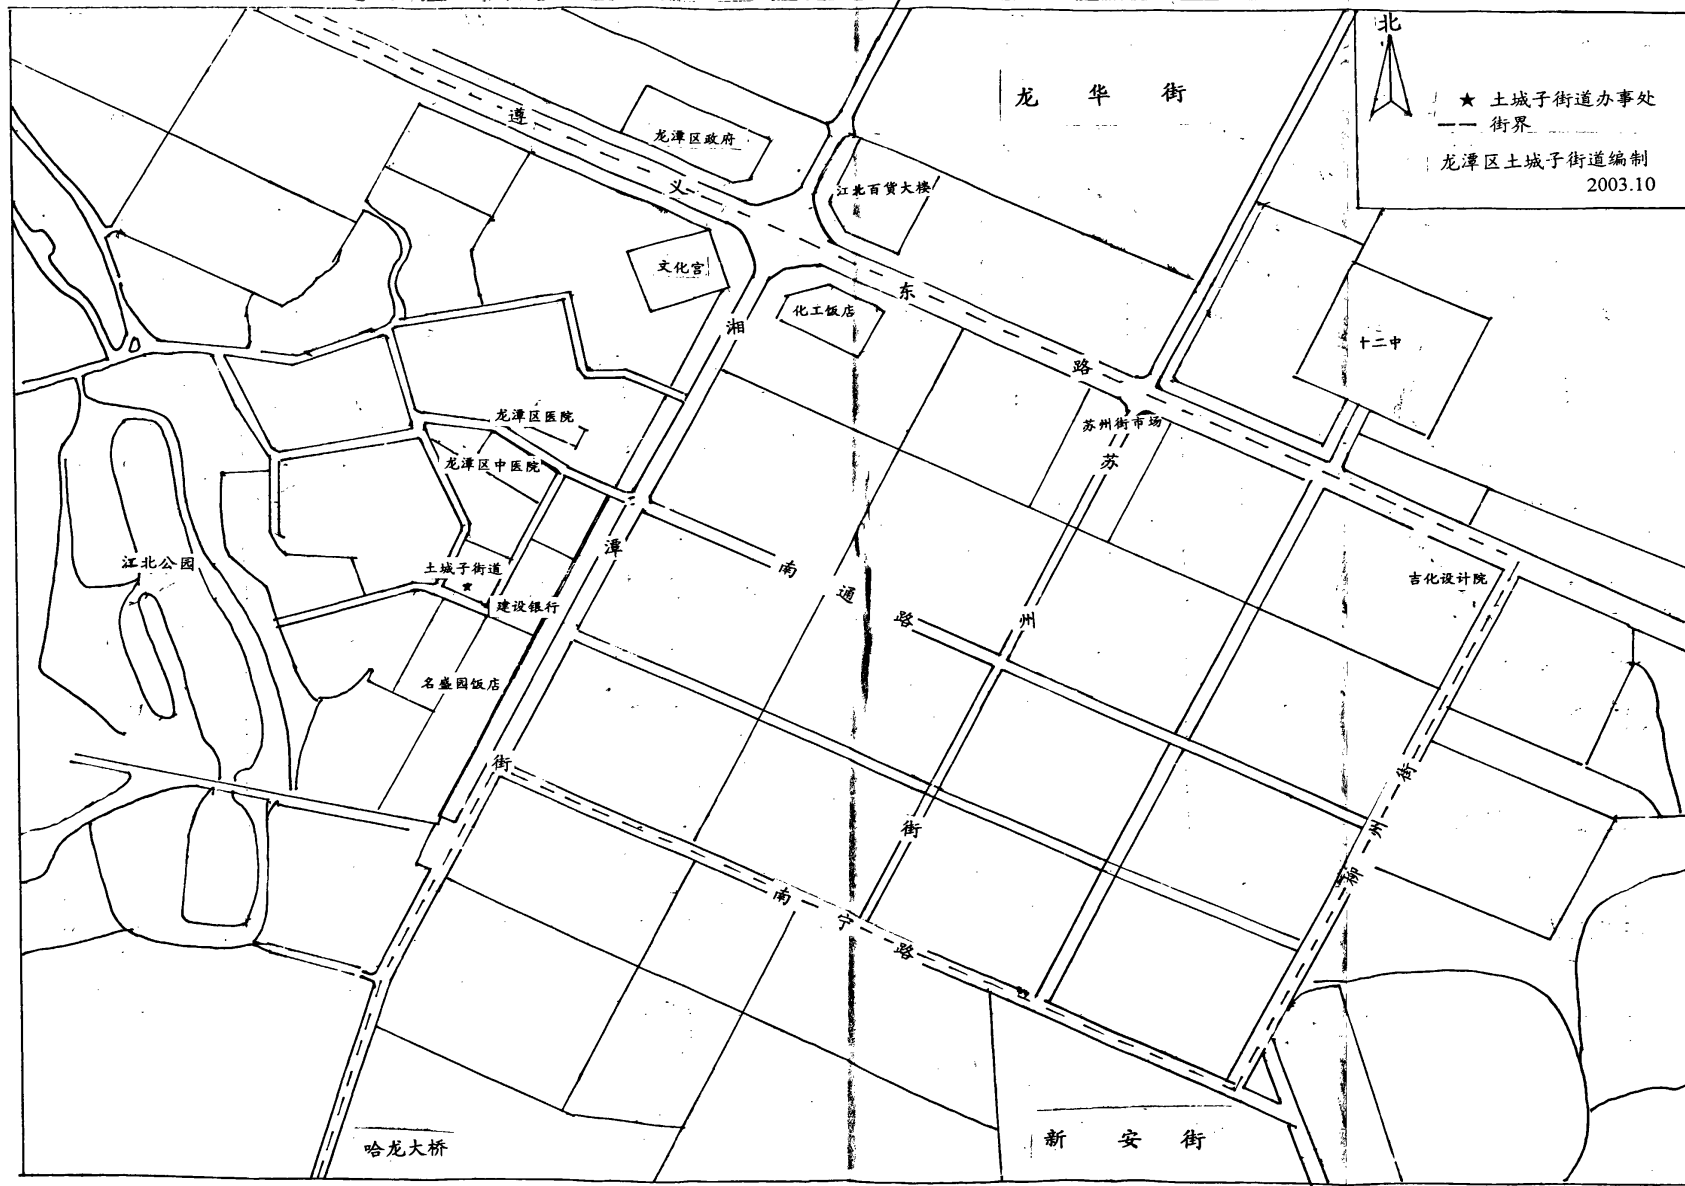 北
★ 土城子街道办事处
—— 街界
龙潭区土城子街道编制
2003.10
龙华街
遵义东路
龙潭区政府
江北百货大楼
文化宫
化工饭店
十二中
湘潭街
龙潭区医院
龙潭区中医院
苏州街市场
苏州街
江北公园
土城子街道
★
建设银行
南通路
吉化设计院
名盛园饭店
柳州街
南宁路
哈龙大桥
新安街